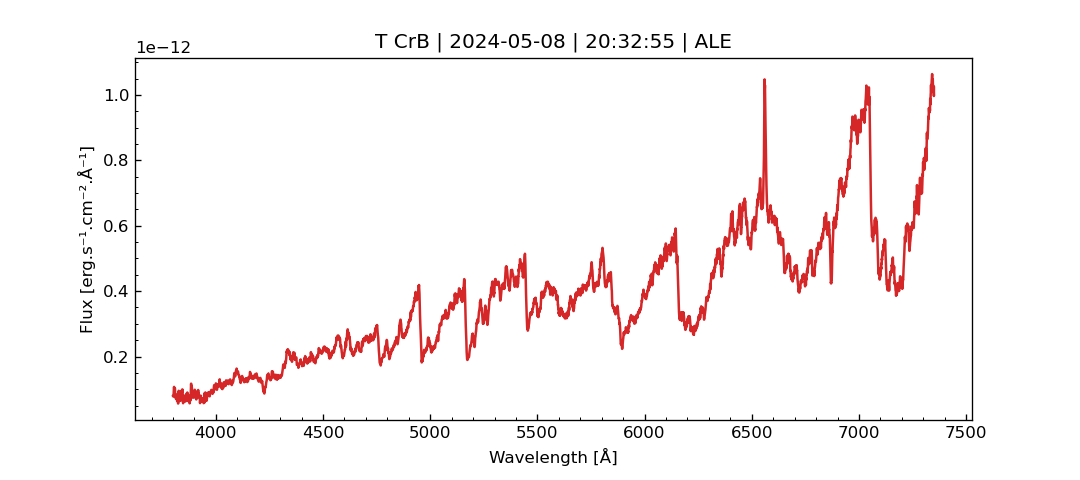 T CrB | 2024-05-08 | 20:32:55 | ALE
1e−12
1.0
0.8
0.6
0.4
0.2
Flux [erg.s⁻¹.cm⁻².Å⁻¹]
4000 4500 5000 5500 6000 6500 7000 7500
Wavelength [Å]